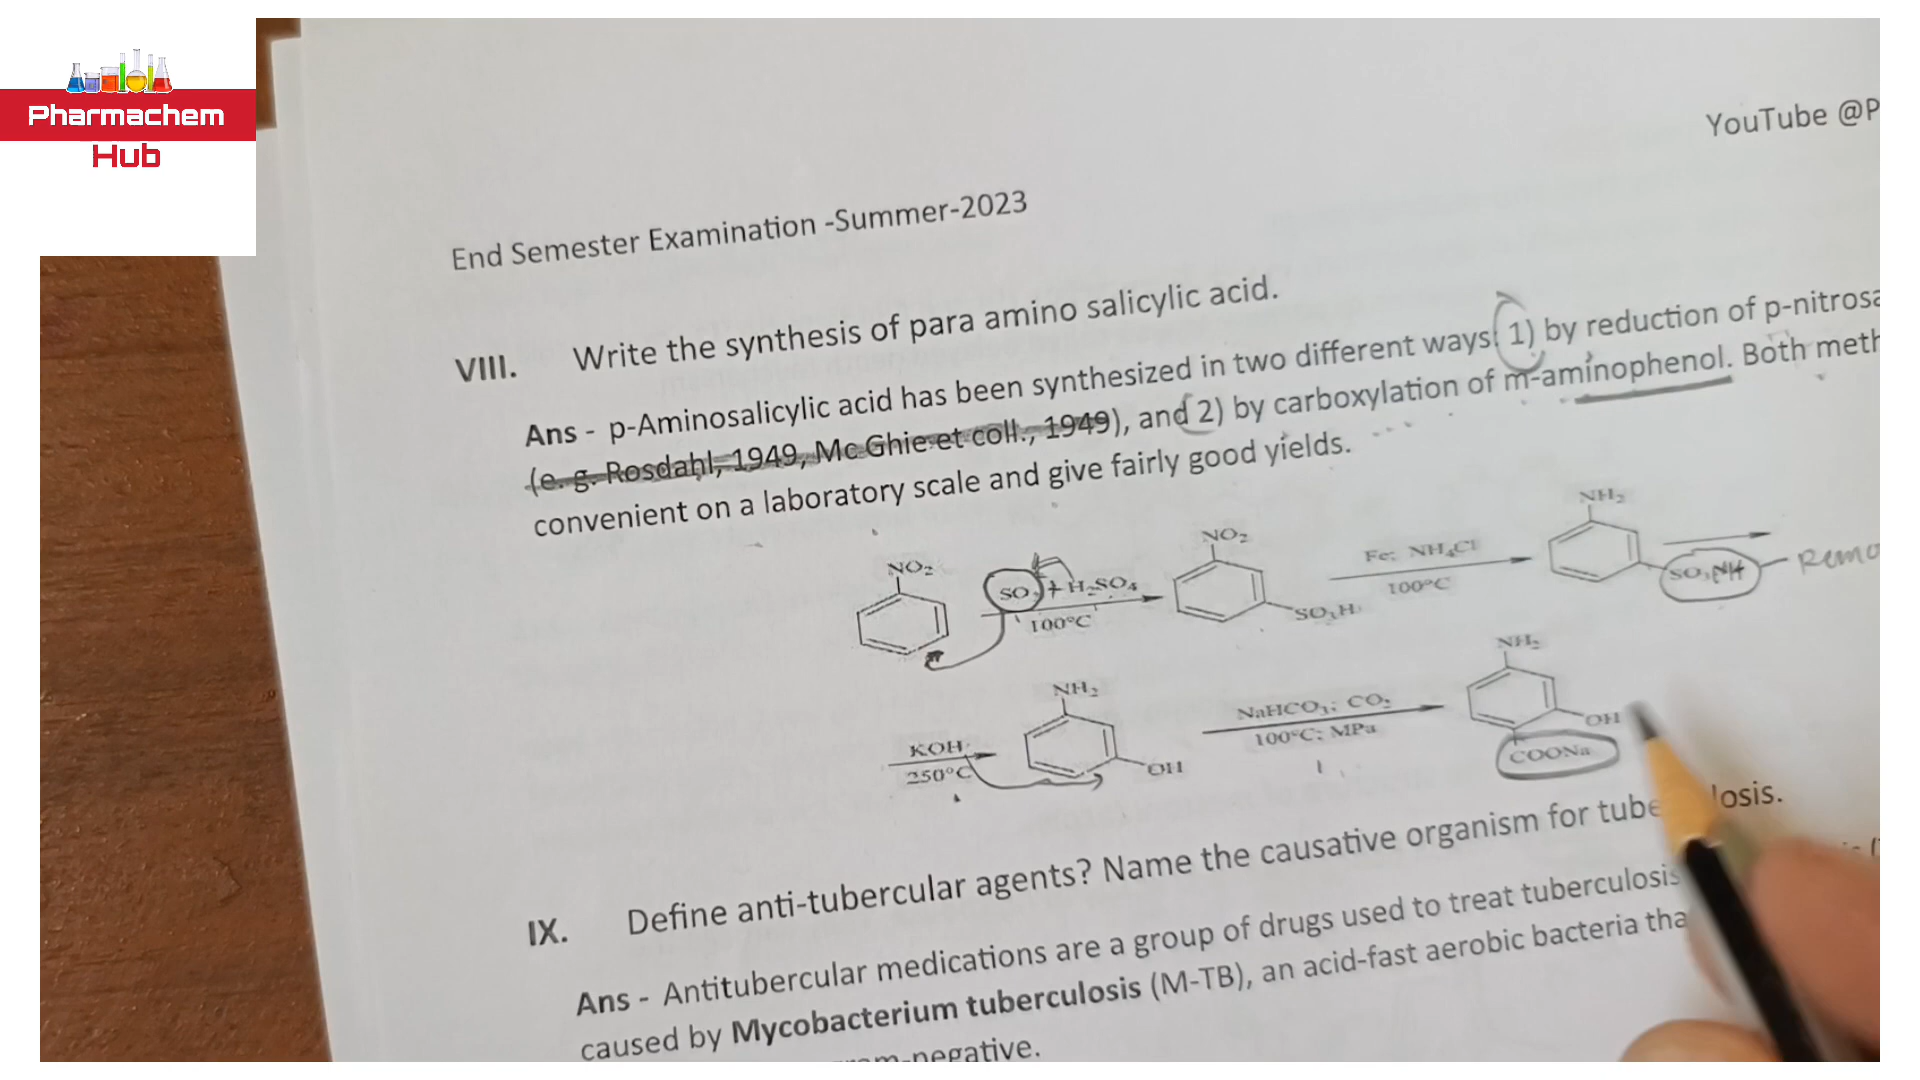 Pharmachem
Hub
YouTube @P
End Semester Examination -Summer-2023
VIII. Write the synthesis of para amino salicylic acid.
Ans - p-Aminosalicylic acid has been synthesized in two different ways: 1) by reduction of p-nitrosa
(e. g. Rosdahl, 1949, Mc Ghie et coll., 1949), and 2) by carboxylation of m-aminophenol. Both meth
convenient on a laboratory scale and give fairly good yields.
NO₂
SO₃ + H₂SO₄
100°C
NO₂
SO₃H
Fe; NH₄Cl
100°C
NH₂
SO₃NH
Remo
KOH
250°C
NH₂
OH
NaHCO₃; CO₂
100°C; MPa
NH₂
OH
COONa
IX. Define anti-tubercular agents? Name the causative organism for tube losis.
Ans - Antitubercular medications are a group of drugs used to treat tuberculosis
caused by Mycobacterium tuberculosis (M-TB), an acid-fast aerobic bacteria tha
-negative.